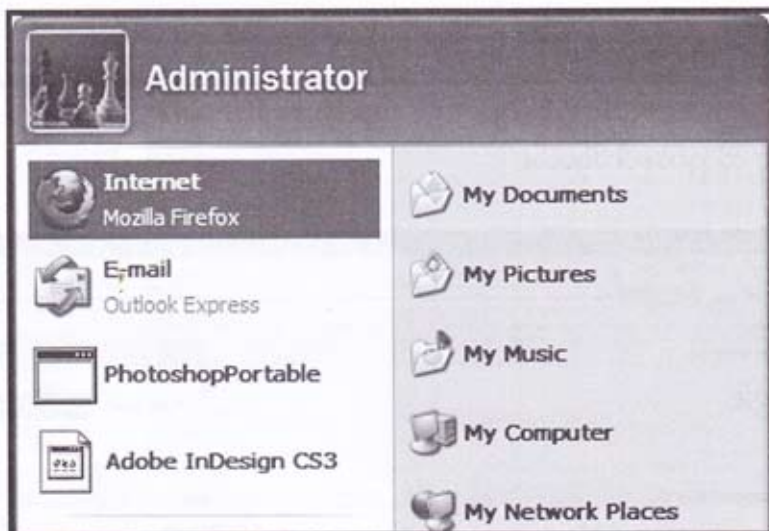 Administrator
Internet
Mozilla Firefox
E-mail
Outlook Express
PhotoshopPortable
Adobe InDesign CS3
My Documents
My Pictures
My Music
My Computer
My Network Places